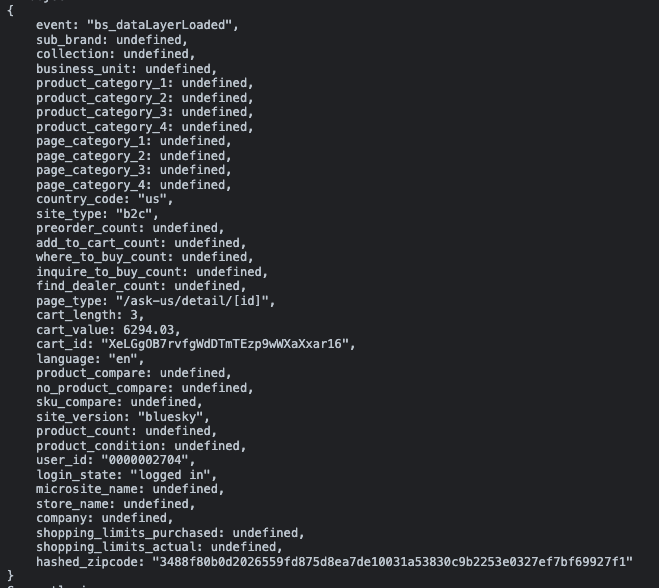 {
event: "bs_dataLayerLoaded",
sub_brand: undefined,
collection: undefined,
business_unit: undefined,
product_category_1: undefined,
product_category_2: undefined,
product_category_3: undefined,
product_category_4: undefined,
page_category_1: undefined,
page_category_2: undefined,
page_category_3: undefined,
page_category_4: undefined,
country_code: "us",
site_type: "b2c",
preorder_count: undefined,
add_to_cart_count: undefined,
where_to_buy_count: undefined,
inquire_to_buy_count: undefined,
find_dealer_count: undefined,
page_type: "/ask-us/detail/[id]",
cart_length: 3,
cart_value: 6294.03,
cart_id: "XeLGgOB7rvfgWdDTmTEzp9wWXaXxar16",
language: "en",
product_compare: undefined,
no_product_compare: undefined,
sku_compare: undefined,
site_version: "bluesky",
product_count: undefined,
product_condition: undefined,
user_id: "0000002704",
login_state: "logged in",
microsite_name: undefined,
store_name: undefined,
company: undefined,
shopping_limits_purchased: undefined,
shopping_limits_actual: undefined,
hashed_zipcode: "3488f80b0d2026559fd875d8ea7de10031a53830c9b2253e0327ef7bf69927f1"
}